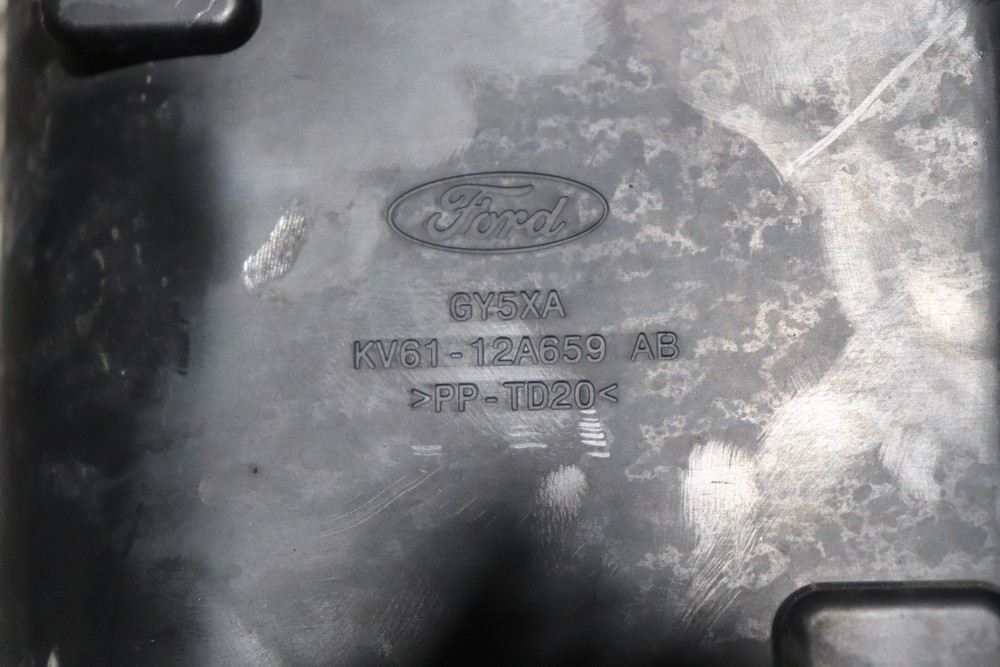 Ford
GY5XA
KV61-12A659 AB
>PP-TD20<